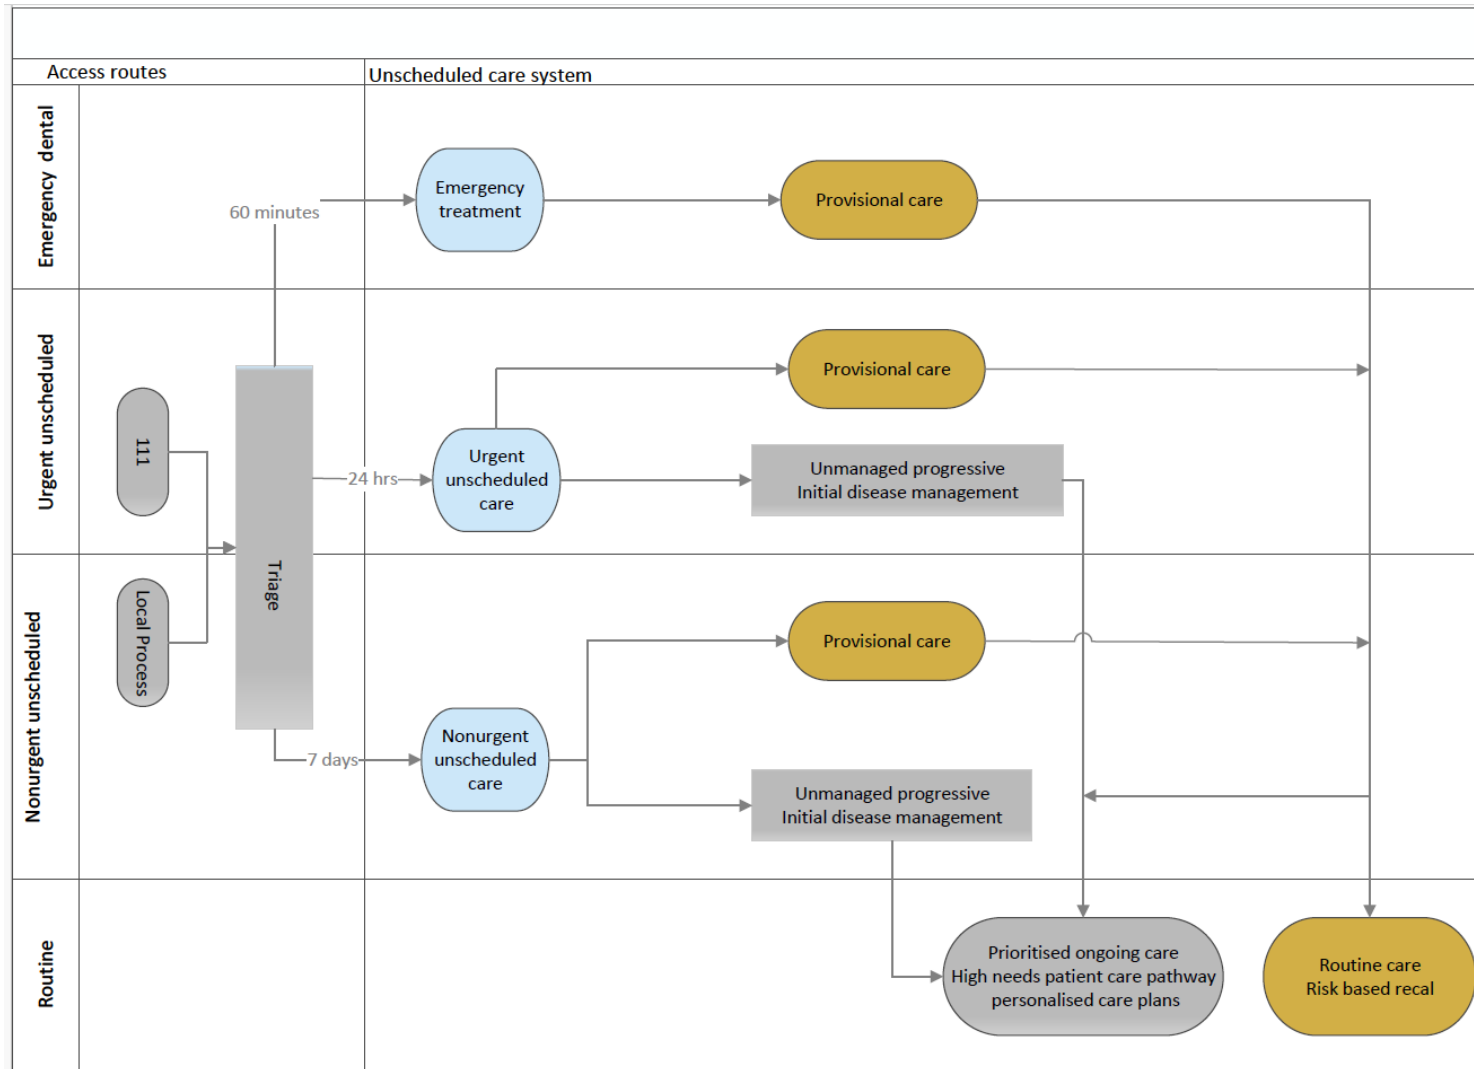 Access routes
Unscheduled care system
Emergency dental
60 minutes
Emergency
treatment
Provisional care
Urgent unscheduled
111
24 hrs
Urgent
unscheduled
care
Provisional care
Unmanaged progressive
Initial disease management
Triage
Nonurgent unscheduled
Local Process
7 days
Nonurgent
unscheduled
care
Provisional care
Unmanaged progressive
Initial disease management
Routine
Prioritised ongoing care
High needs patient care pathway
personalised care plans
Routine care
Risk based recal